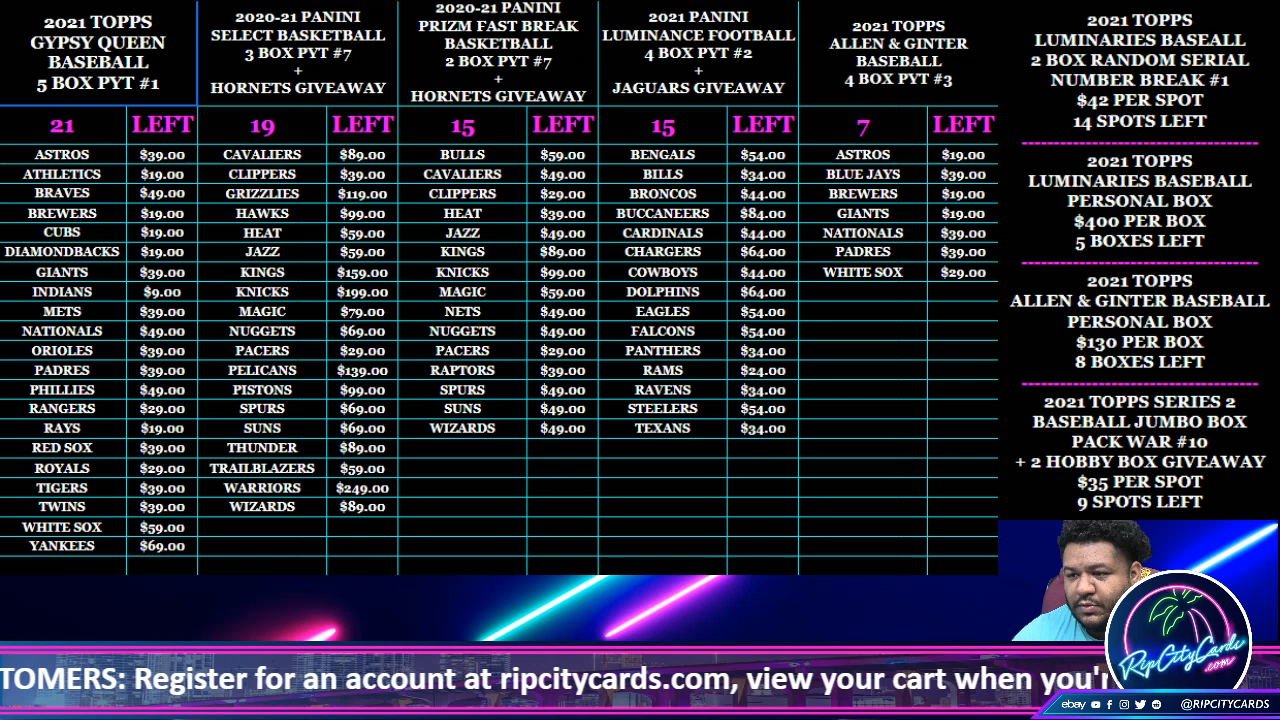 2021 TOPPS
GYPSY QUEEN
BASEBALL
5 BOX PYT #1
21 LEFT
ASTROS $39.00
ATHLETICS $19.00
BRAVES $49.00
BREWERS $19.00
CUBS $19.00
DIAMONDBACKS $19.00
GIANTS $39.00
INDIANS $9.00
METS $39.00
NATIONALS $49.00
ORIOLES $39.00
PADRES $39.00
PHILLIES $49.00
RANGERS $29.00
RAYS $19.00
RED SOX $39.00
ROYALS $29.00
TIGERS $39.00
TWINS $39.00
WHITE SOX $59.00
YANKEES $69.00
2020-21 PANINI
SELECT BASKETBALL
3 BOX PYT #7
+
HORNETS GIVEAWAY
19 LEFT
CAVALIERS $89.00
CLIPPERS $39.00
GRIZZLIES $119.00
HAWKS $99.00
HEAT $59.00
JAZZ $59.00
KINGS $159.00
KNICKS $199.00
MAGIC $79.00
NUGGETS $69.00
PACERS $29.00
PELICANS $139.00
PISTONS $99.00
SPURS $69.00
SUNS $69.00
THUNDER $89.00
TRAILBLAZERS $59.00
WARRIORS $249.00
WIZARDS $89.00
2020-21 PANINI
PRIZM FAST BREAK
BASKETBALL
2 BOX PYT #7
+
HORNETS GIVEAWAY
15 LEFT
BULLS $59.00
CAVALIERS $49.00
CLIPPERS $29.00
HEAT $39.00
JAZZ $49.00
KINGS $89.00
KNICKS $99.00
MAGIC $59.00
NETS $49.00
NUGGETS $49.00
PACERS $29.00
RAPTORS $39.00
SPURS $49.00
SUNS $49.00
WIZARDS $49.00
2021 PANINI
LUMINANCE FOOTBALL
4 BOX PYT #2
+
JAGUARS GIVEAWAY
15 LEFT
BENGALS $54.00
BILLS $34.00
BRONCOS $44.00
BUCCANEERS $84.00
CARDINALS $44.00
CHARGERS $64.00
COWBOYS $44.00
DOLPHINS $64.00
EAGLES $54.00
FALCONS $54.00
PANTHERS $34.00
RAMS $24.00
RAVENS $34.00
STEELERS $54.00
TEXANS $34.00
2021 TOPPS
ALLEN & GINTER
BASEBALL
4 BOX PYT #3
7 LEFT
ASTROS $19.00
BLUE JAYS $39.00
BREWERS $19.00
GIANTS $19.00
NATIONALS $39.00
PADRES $39.00
WHITE SOX $29.00
2021 TOPPS
LUMINARIES BASEALL
2 BOX RANDOM SERIAL
NUMBER BREAK #1
$42 PER SPOT
14 SPOTS LEFT
2021 TOPPS
LUMINARIES BASEBALL
PERSONAL BOX
$400 PER BOX
5 BOXES LEFT
2021 TOPPS
ALLEN & GINTER BASEBALL
PERSONAL BOX
$130 PER BOX
8 BOXES LEFT
2021 TOPPS SERIES 2
BASEBALL JUMBO BOX
PACK WAR #10
+ 2 HOBBY BOX GIVEAWAY
$35 PER SPOT
9 SPOTS LEFT
RipCityCards
.com
TOMERS: Register for an account at ripcitycards.com, view your cart when you'r
ebay @RIPCITYCARDS